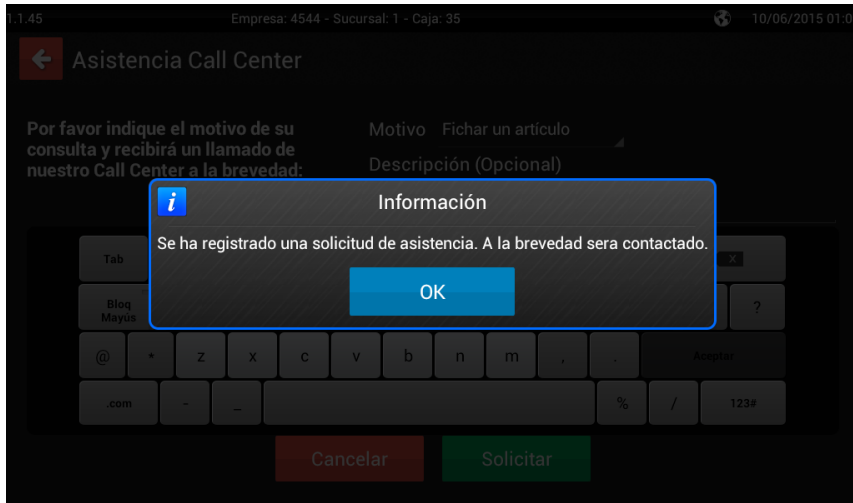 1.1.45 Empresa: 4544 - Sucursal: 1 - Caja: 35 10/06/2015 01:0
Asistencia Call Center
Por favor indique el motivo de su
consulta y recibirá un llamado de
nuestro Call Center a la brevedad:
Motivo Fichar un artículo
Descripción (Opcional)
i Información
Se ha registrado una solicitud de asistencia. A la brevedad sera contactado.
OK
Tab X
Bloq
Mayús ?
@ * z x c v b n m , . Aceptar
.com - _ % / 123#
Cancelar Solicitar